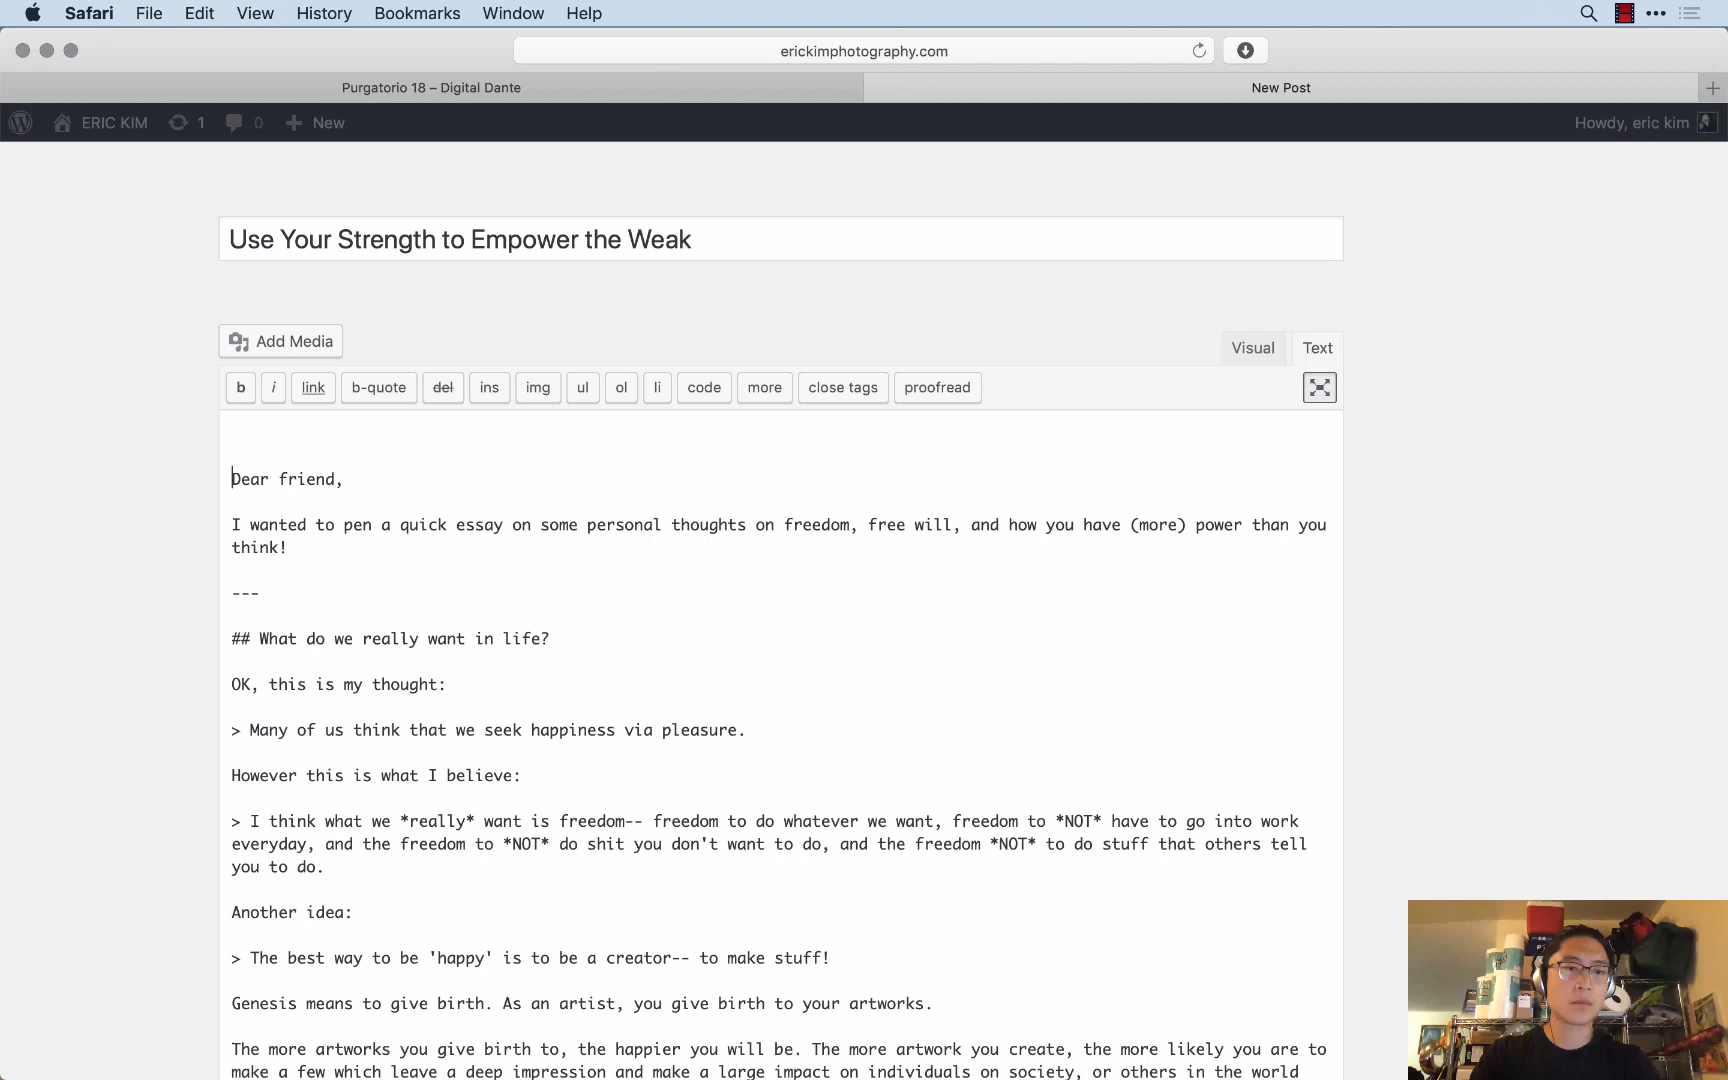 Safari File Edit View History Bookmarks Window Help
erickimphotography.com
Purgatorio 18 – Digital Dante
New Post
ERIC KIM 1 0 New
Howdy, eric kim
Use Your Strength to Empower the Weak
Add Media
Visual Text
b i link b-quote del ins img ul ol li code more close tags proofread
Dear friend,
I wanted to pen a quick essay on some personal thoughts on freedom, free will, and how you have (more) power than you
think!
---
## What do we really want in life?
OK, this is my thought:
> Many of us think that we seek happiness via pleasure.
However this is what I believe:
> I think what we *really* want is freedom-- freedom to do whatever we want, freedom to *NOT* have to go into work
everyday, and the freedom to *NOT* do shit you don't want to do, and the freedom *NOT* to do stuff that others tell
you to do.
Another idea:
> The best way to be 'happy' is to be a creator-- to make stuff!
Genesis means to give birth. As an artist, you give birth to your artworks.
The more artworks you give birth to, the happier you will be. The more artwork you create, the more likely you are to
make a few which leave a deep impression and make a large impact on individuals on society, or others in the world